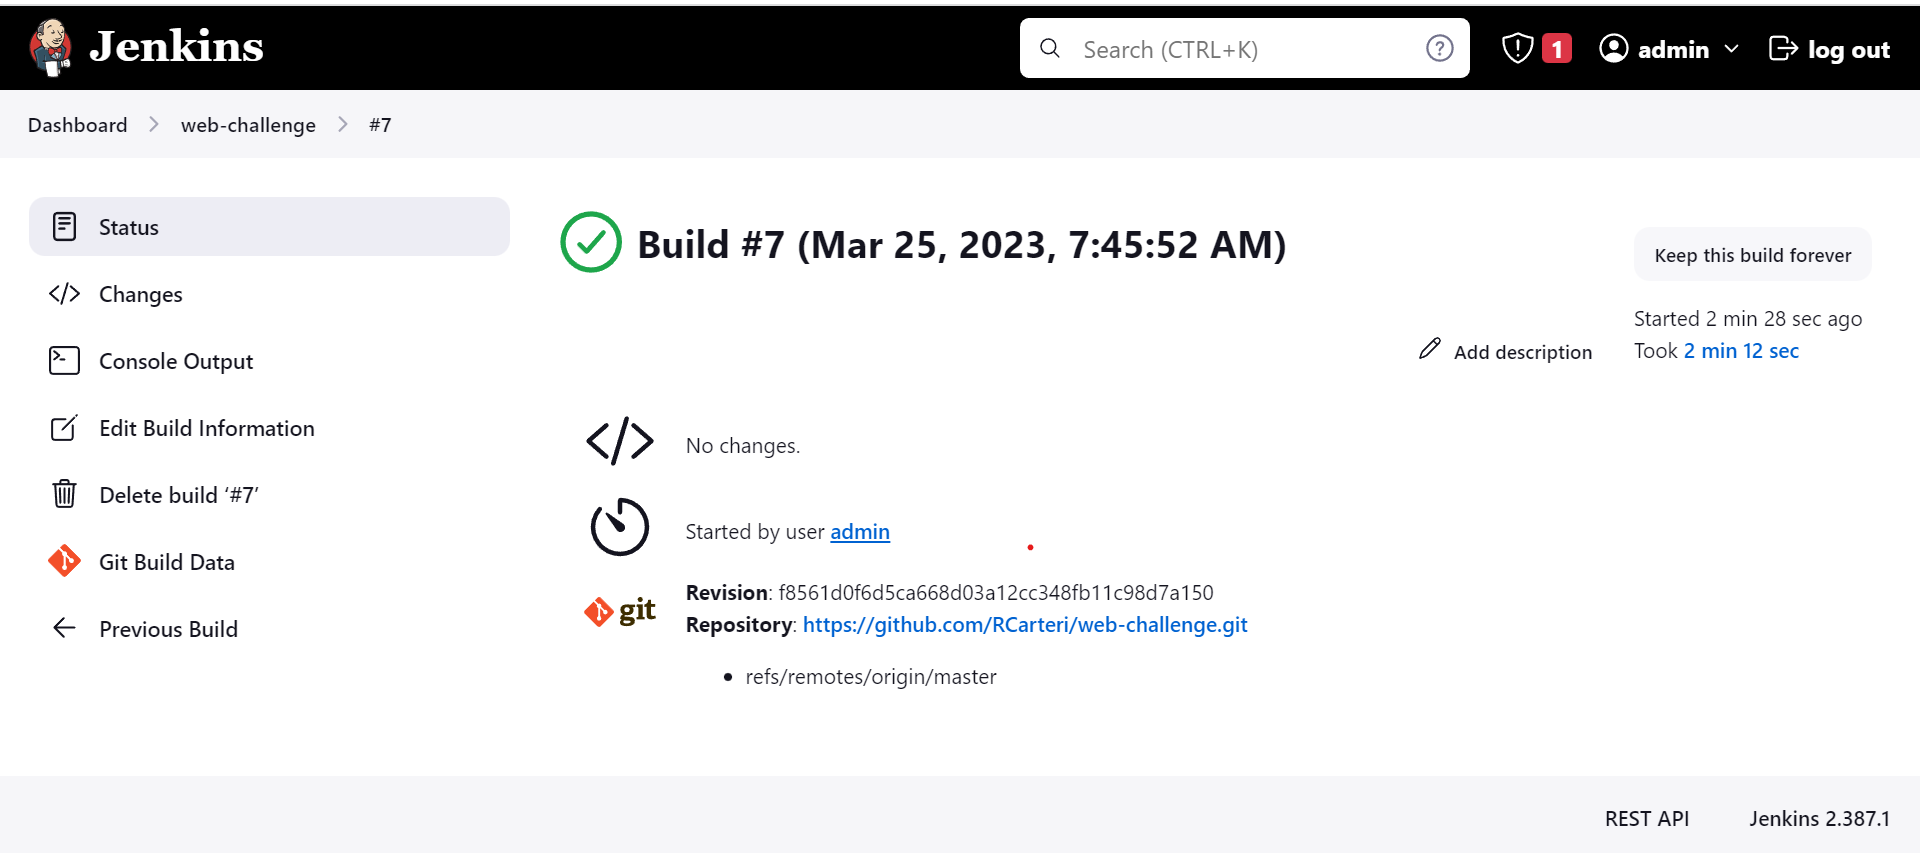 Jenkins
Search (CTRL+K)
1
admin
log out
Dashboard
web-challenge
#7
Status
Changes
Console Output
Edit Build Information
Delete build ‘#7’
Git Build Data
Previous Build
Build #7 (Mar 25, 2023, 7:45:52 AM)
Keep this build forever
Started 2 min 28 sec ago
Took 2 min 12 sec
Add description
No changes.
Started by user admin
git
Revision: f8561d0f6d5ca668d03a12cc348fb11c98d7a150
Repository: https://github.com/RCarteri/web-challenge.git
• refs/remotes/origin/master
REST API
Jenkins 2.387.1